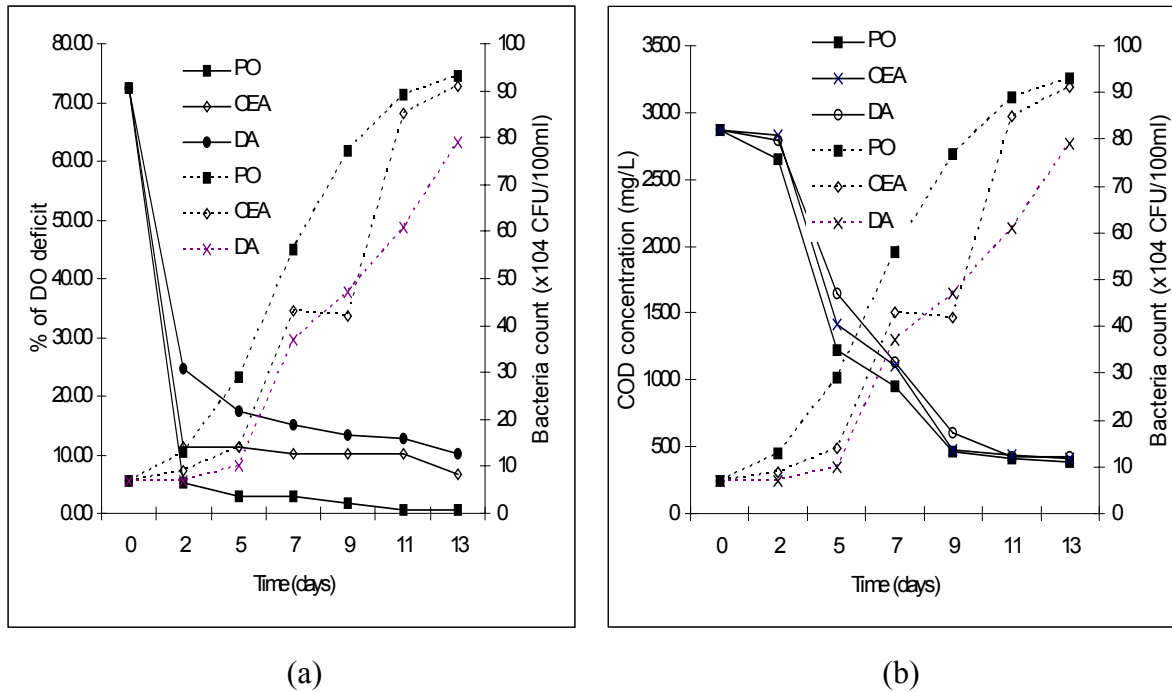 80.00
70.00
60.00
50.00
40.00
30.00
20.00
10.00
0.00
% of DO deficit
PO
OEA
DA
PO
OEA
DA
100
90
80
70
60
50
40
30
20
10
0
Bacteria count (x104 CFU/100ml)
0 2 5 7 9 11 13
Time (days)
(a)
3500
3000
2500
2000
1500
1000
500
0
COD concentration (mg/L)
PO
OEA
DA
PO
OEA
DA
100
90
80
70
60
50
40
30
20
10
0
Bacteria count (x104 CFU/100ml)
0 2 5 7 9 11 13
Time (days)
(b)